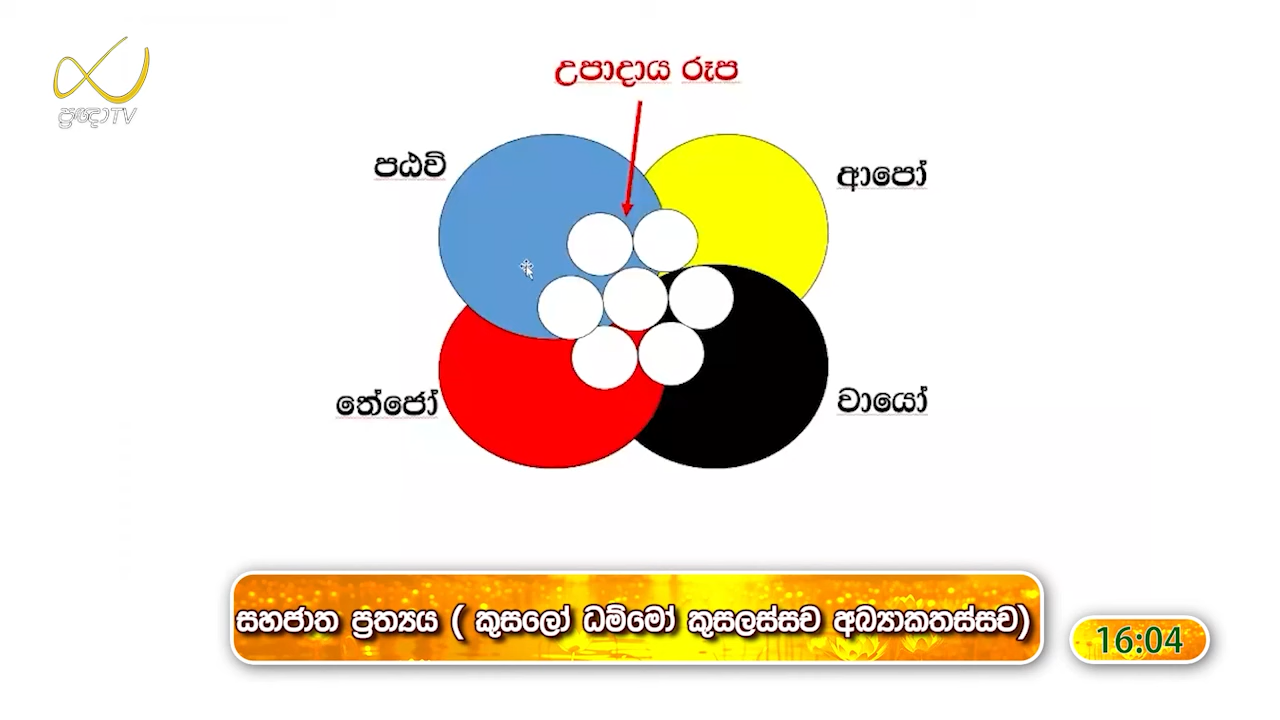 ප්‍රඥාTV
උපාදාය රූප
පඨවි
ආපෝ
තේජෝ
වායෝ
සහජාත ප්‍රත්‍යය ( කුසලෝ ධම්මෝ කුසලස්සච අබ්‍යාකතස්සච)
16:04